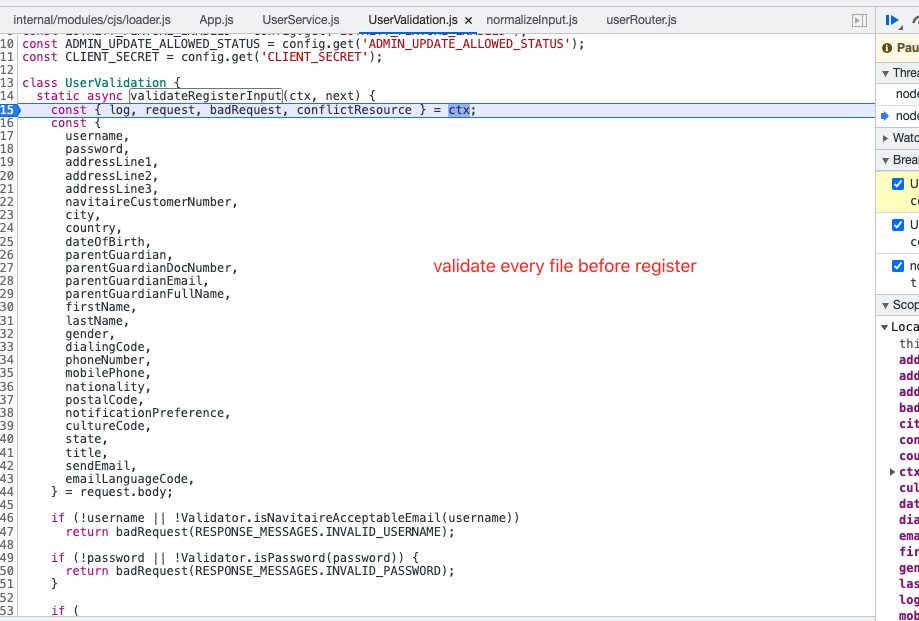 internal/modules/cjs/loader.js App.js UserService.js UserValidation.js × normalizeInput.js userRouter.js
10 const ADMIN_UPDATE_ALLOWED_STATUS = config.get('ADMIN_UPDATE_ALLOWED_STATUS');
11 const CLIENT_SECRET = config.get('CLIENT_SECRET');
12
13 class UserValidation {
14 static async validateRegisterInput(ctx, next) {
15 const { log, request, badRequest, conflictResource } = ctx;
16 const {
17 username,
18 password,
19 addressLine1,
20 addressLine2,
21 addressLine3,
22 navitaireCustomerNumber,
23 city,
24 country,
25 dateOfBirth,
26 parentGuardian,
27 parentGuardianDocNumber,
28 parentGuardianEmail,
29 parentGuardianFullName,
30 firstName,
31 lastName,
32 gender,
33 dialingCode,
34 phoneNumber,
35 mobilePhone,
36 nationality,
37 postalCode,
38 notificationPreference,
39 cultureCode,
40 state,
41 title,
42 sendEmail,
43 emailLanguageCode,
44 } = request.body;
45
46 if (!username || !Validator.isNavitaireAcceptableEmail(username))
47 return badRequest(RESPONSE_MESSAGES.INVALID_USERNAME);
48
49 if (!password || !Validator.isPassword(password)) {
50 return badRequest(RESPONSE_MESSAGES.INVALID_PASSWORD);
51 }
52
53 if (
validate every file before register
Pau
Thre
node
node
Watc
Brea
U
co
U
co
no
t
Scop
Loca
thi
add
add
add
bad
cit
con
cou
ctx
cul
dat
dia
ema
fir
gen
las
log
mob